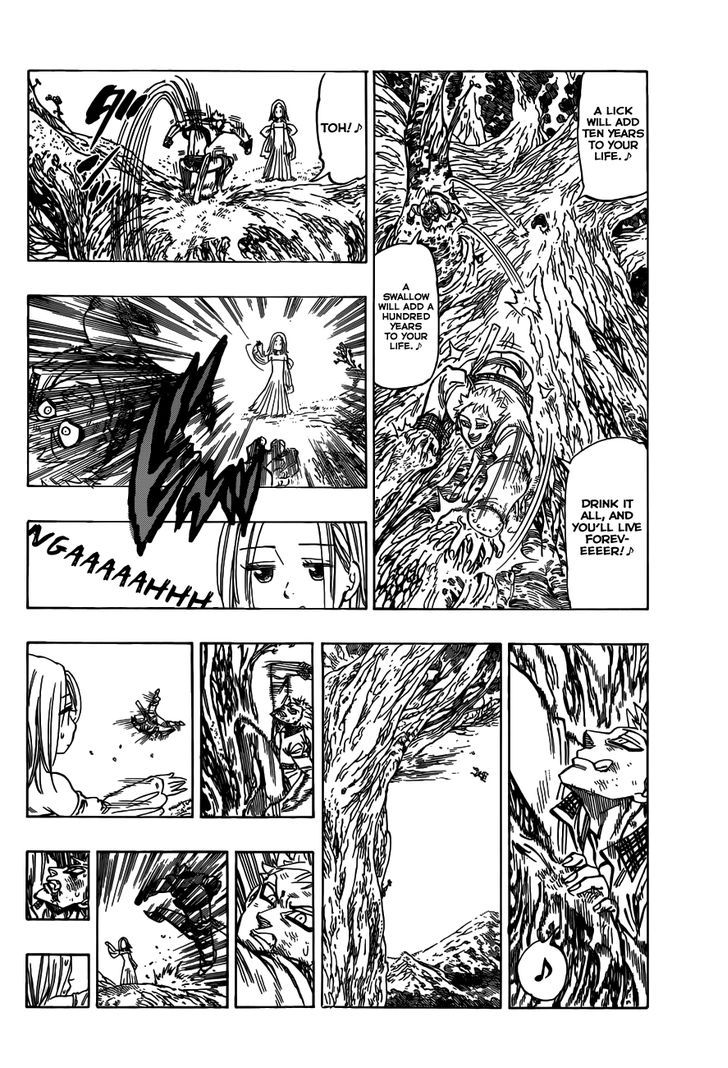 A LICK
WILL ADD
TEN YEARS
TO YOUR
LIFE.♪
A
SWALLOW
WILL ADD A
HUNDRED
YEARS
TO YOUR
LIFE.♪
DRINK IT
ALL, AND
YOU'LL LIVE
FOREV-
EEEER!♪
TOH!♪
NGAAAAAHHH
♪